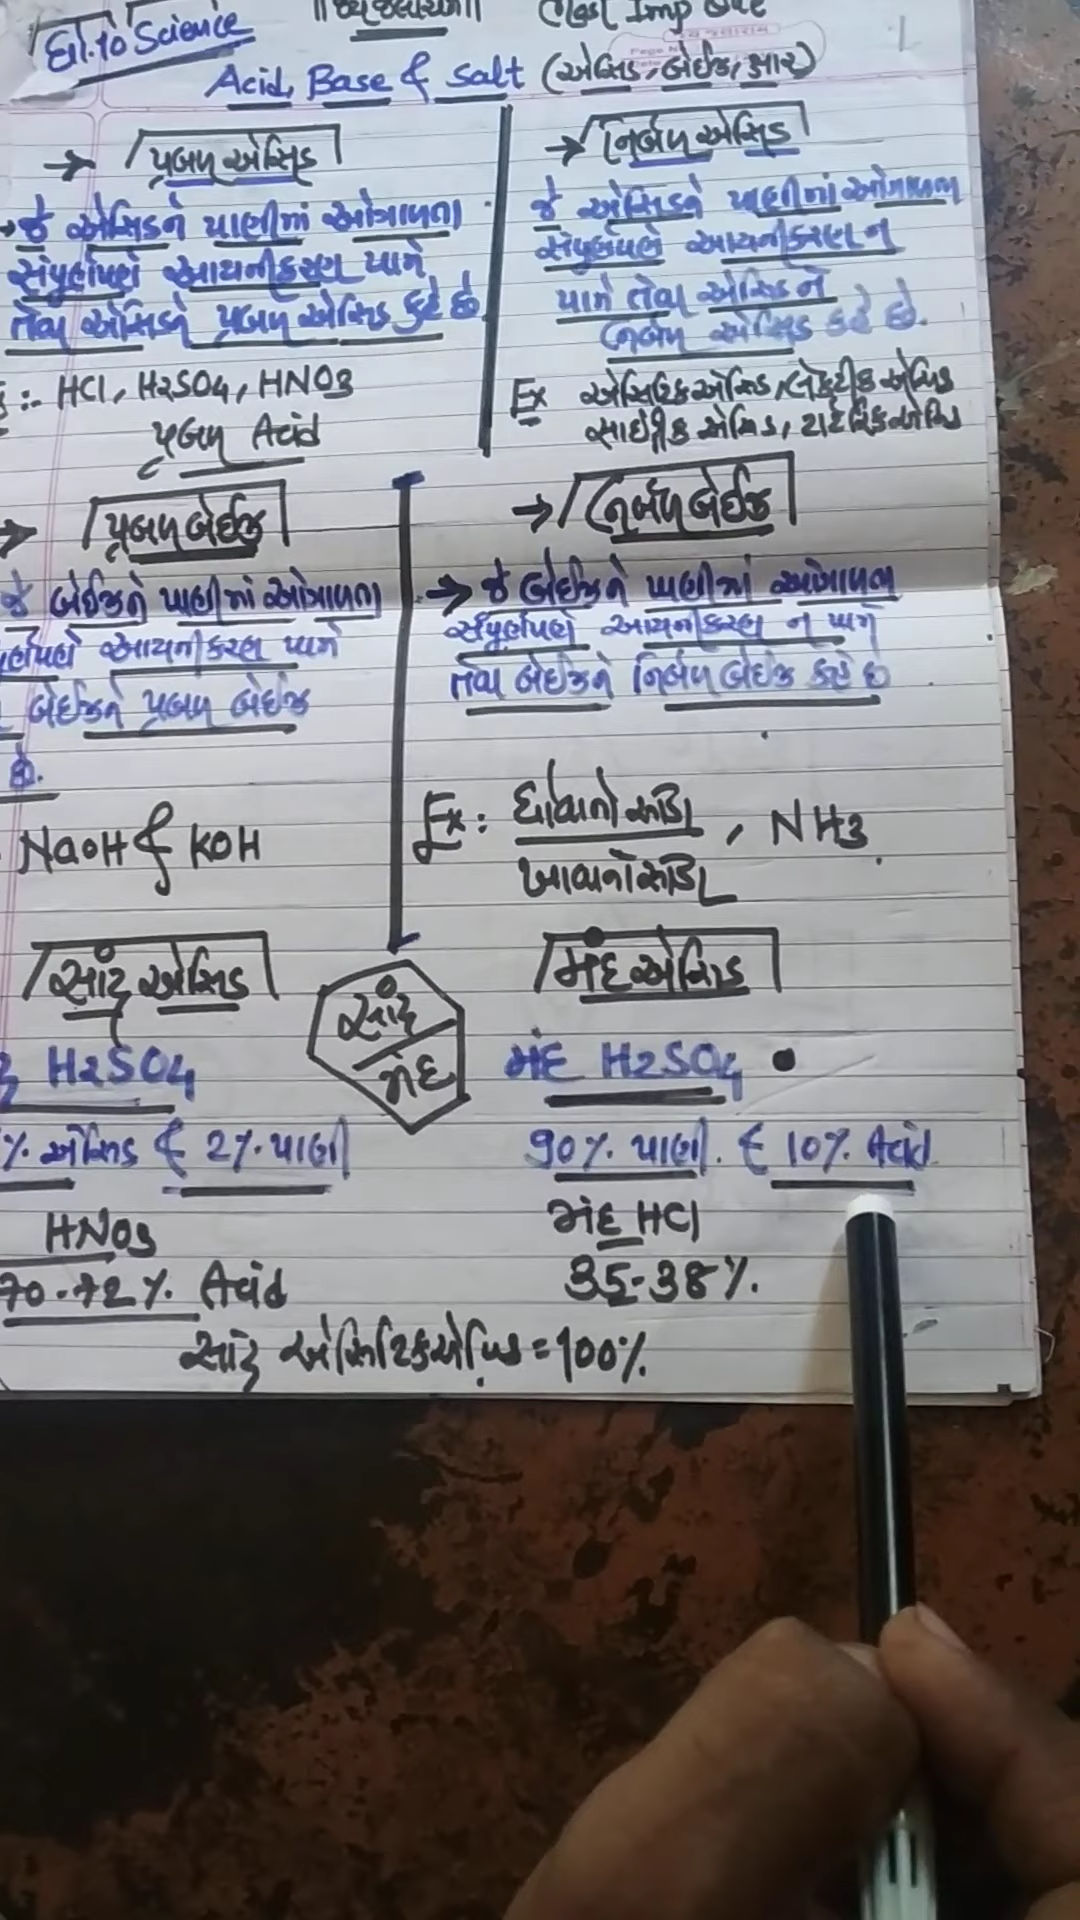 ધો.10 Science
Imp
Acid, Base & Salt (એસિડ, બેઈઝ, ક્ષાર)
→ પ્રબળ એસિડ
→ જે એસિડને પાણીમાં ઓગાળતા
સંપૂર્ણપણે આયનીકરણ પામે
તેવા એસિડને પ્રબળ એસિડ કહે છે
:- HCl, H2SO4, HNO3
પ્રબળ Acid
→ નિર્બળ એસિડ
જે એસિડને પાણીમાં ઓગાળતા
સંપૂર્ણપણે આયનીકરણ ન
પામે તેવા એસિડને
નિર્બળ એસિડ કહે છે.
Ex એસિટિક એસિડ, લેક્ટીક એસિડ
સાઈટ્રીક એસિડ, ટાર્ટરિક એસિડ
→ પ્રબળ બેઈઝ
જે બેઈઝને પાણીમાં ઓગાળતા
આયનીકરણ પામે
બેઈઝને પ્રબળ બેઈઝ
છે.
NaOH & KOH
→ નિર્બળ બેઈઝ
→ જે બેઈઝને પાણીમાં ઓગાળતા
સંપૂર્ણપણે આયનીકરણ ન પામે
તેવા બેઈઝને નિર્બળ બેઈઝ કહે છે
Ex: ધોવાનો સોડા, NH3
ખાવાનો સોડા
સાંદ્ર એસિડ
સાંદ્ર
મંદ
મંદ એસિડ
H2SO4
% એસિડ & 2% પાણી
HNO3
70-72% Acid
મંદ H2SO4
90% પાણી & 10% Acid
મંદ HCl
35-38%.
સાંદ્ર એસિટિક એસિડ = 100%